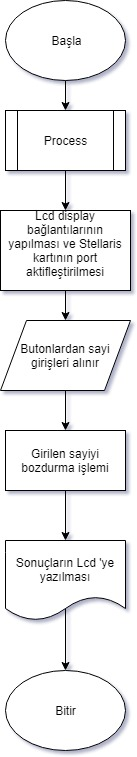 Başla
Process
Lcd display
bağlantılarının
yapılması ve Stellaris
kartının port
aktifleştirilmesi
Butonlardan sayi
girişleri alınır
Girilen sayiyi
bozdurma işlemi
Sonuçların Lcd 'ye
yazılması
Bitir